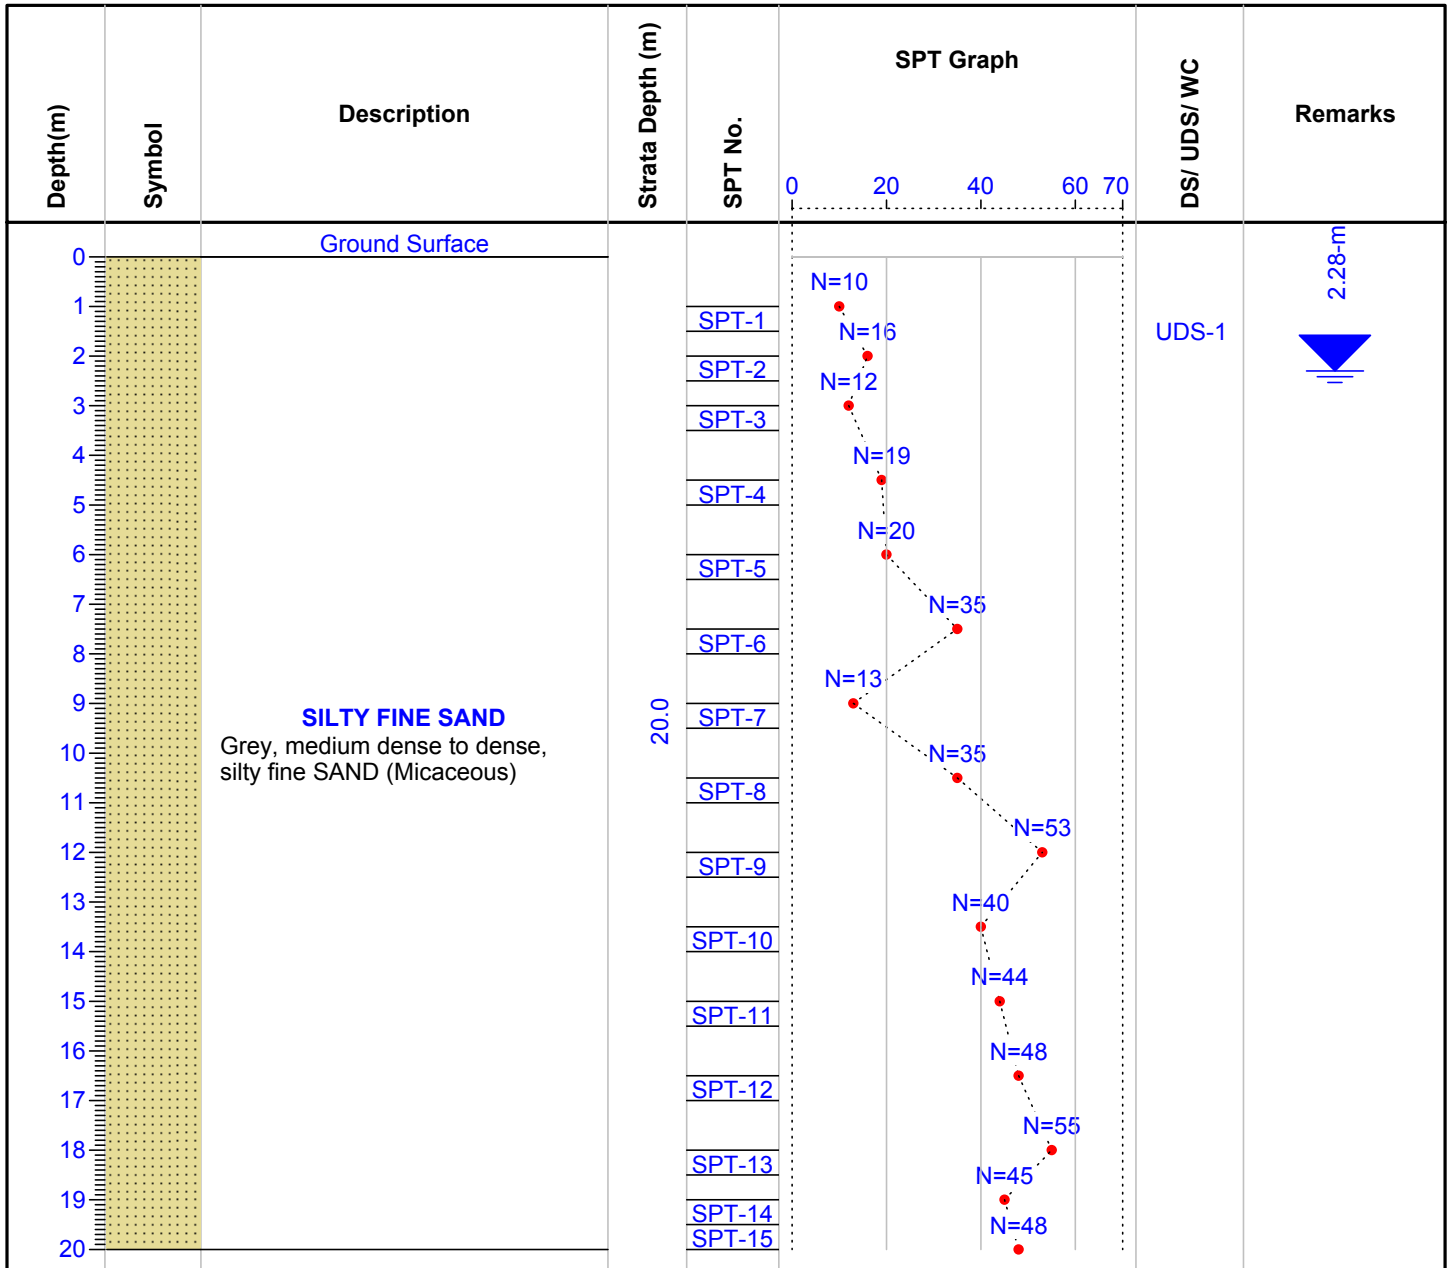 Depth(m)
Symbol
Description
Strata Depth (m)
SPT No.
SPT Graph
0 20 40 60 70
DS/ UDS/ WC
Remarks
Ground Surface
0
1
2
3
4
5
6
7
8
9
10
11
12
13
14
15
16
17
18
19
20
SILTY FINE SAND
Grey, medium dense to dense,
silty fine SAND (Micaceous)
20.0
SPT-1
SPT-2
SPT-3
SPT-4
SPT-5
SPT-6
SPT-7
SPT-8
SPT-9
SPT-10
SPT-11
SPT-12
SPT-13
SPT-14
SPT-15
N=10
N=16
N=12
N=19
N=20
N=35
N=13
N=35
N=53
N=40
N=44
N=48
N=55
N=45
N=48
UDS-1
2.28-m